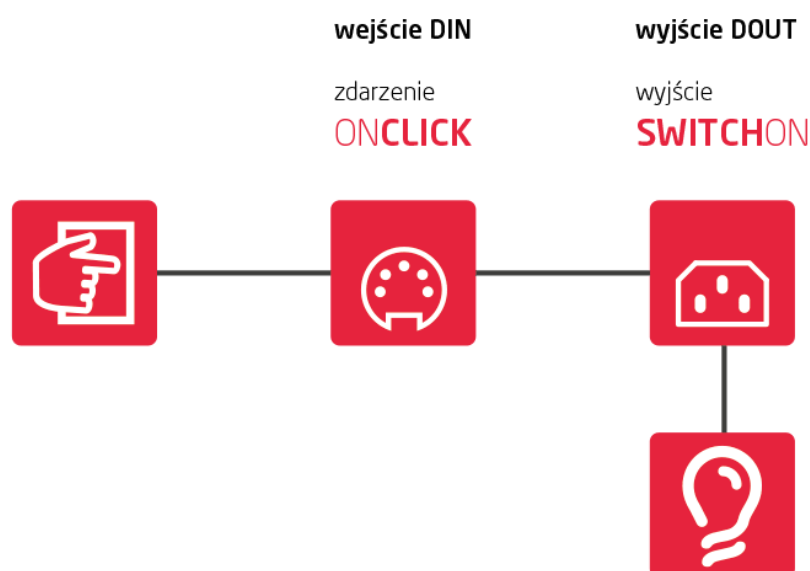 wejście DIN
zdarzenie
ONCLICK
wyjście DOUT
wyjście
SWITCHON